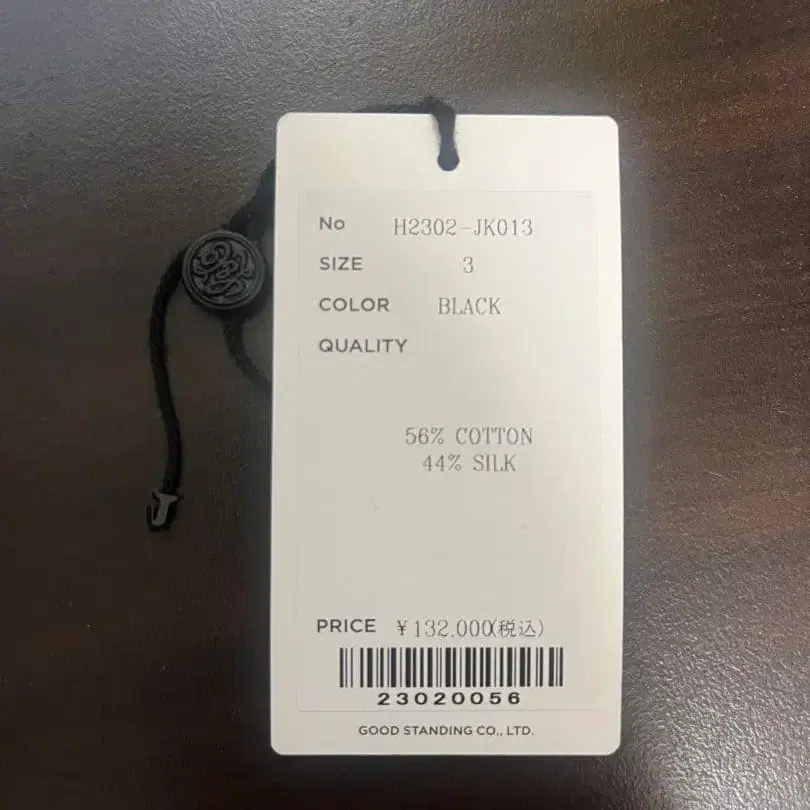 No H2302-JK013
SIZE 3
COLOR BLACK
QUALITY
56% COTTON
44% SILK
PRICE ¥132,000(税込)
23020056
GOOD STANDING CO., LTD.
J